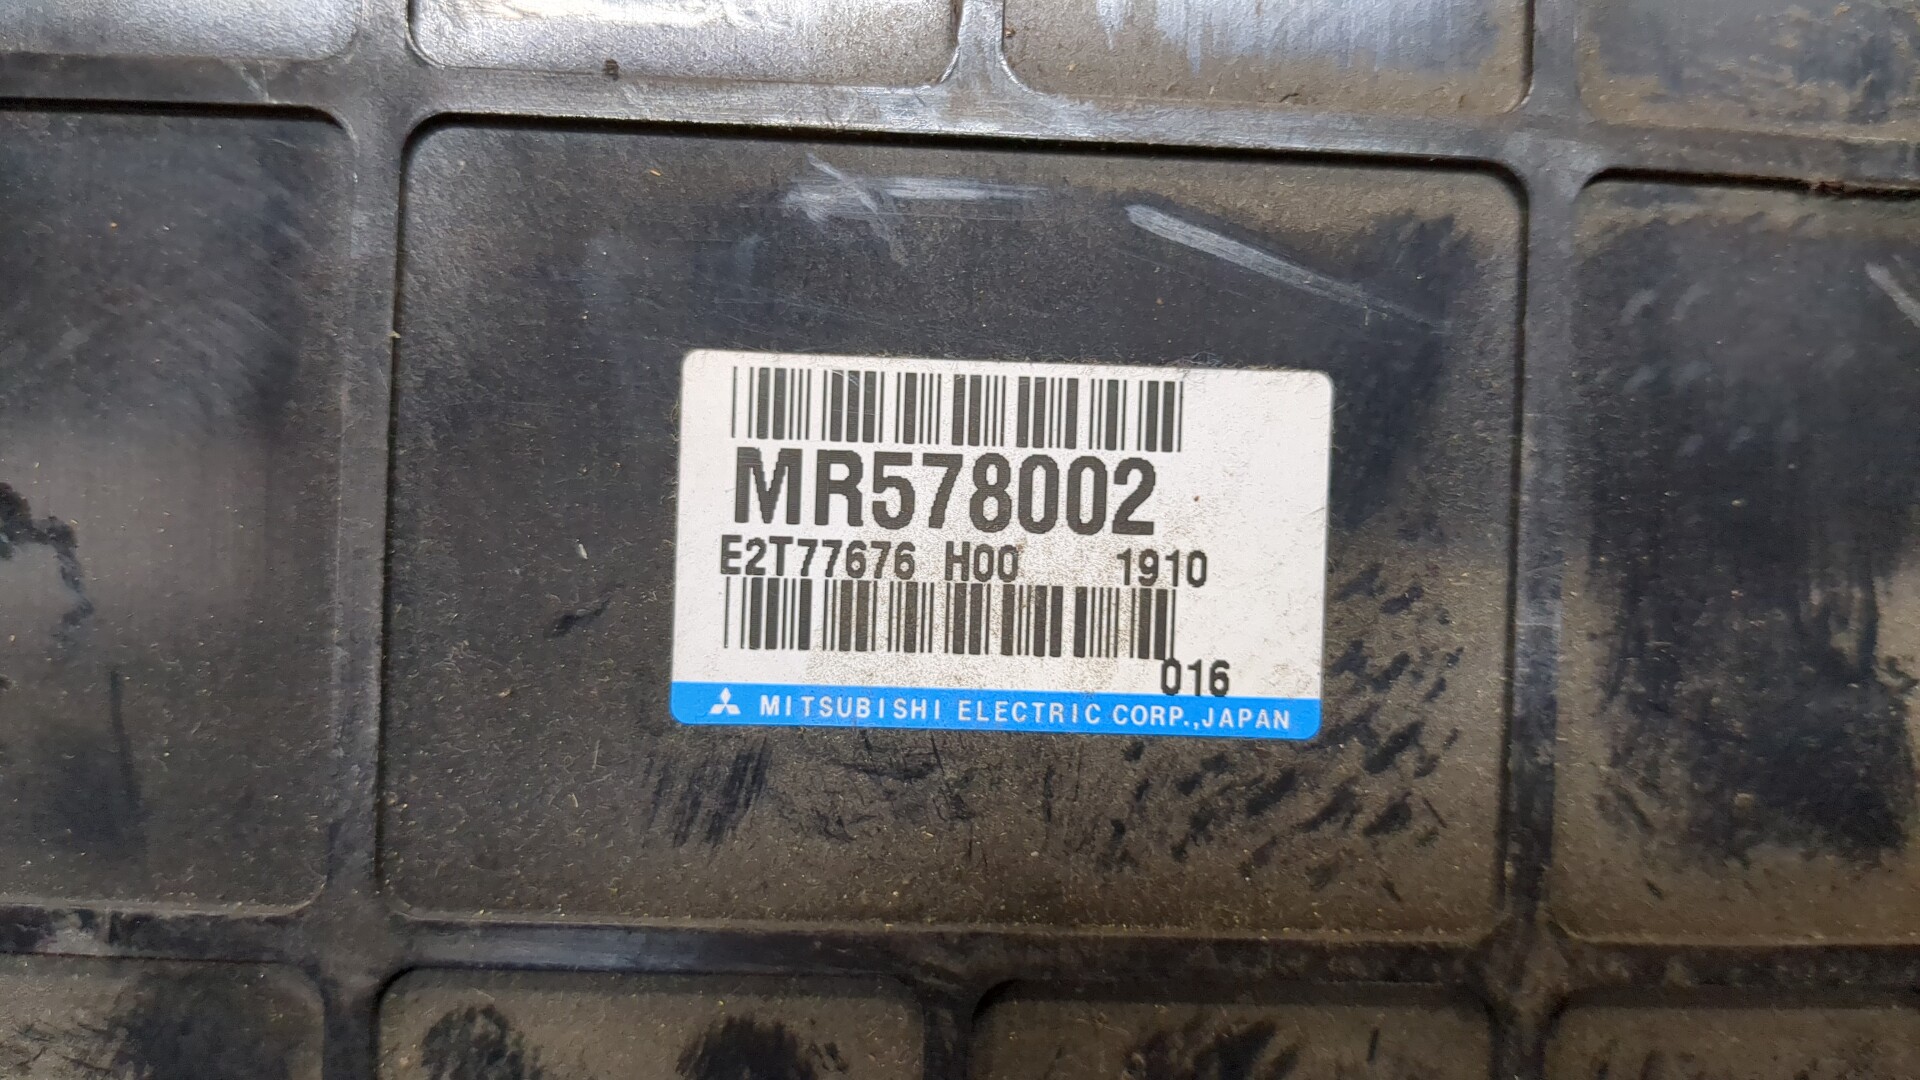 MR578002
E2T77676 H00 1910
016
MITSUBISHI ELECTRIC CORP.,JAPAN